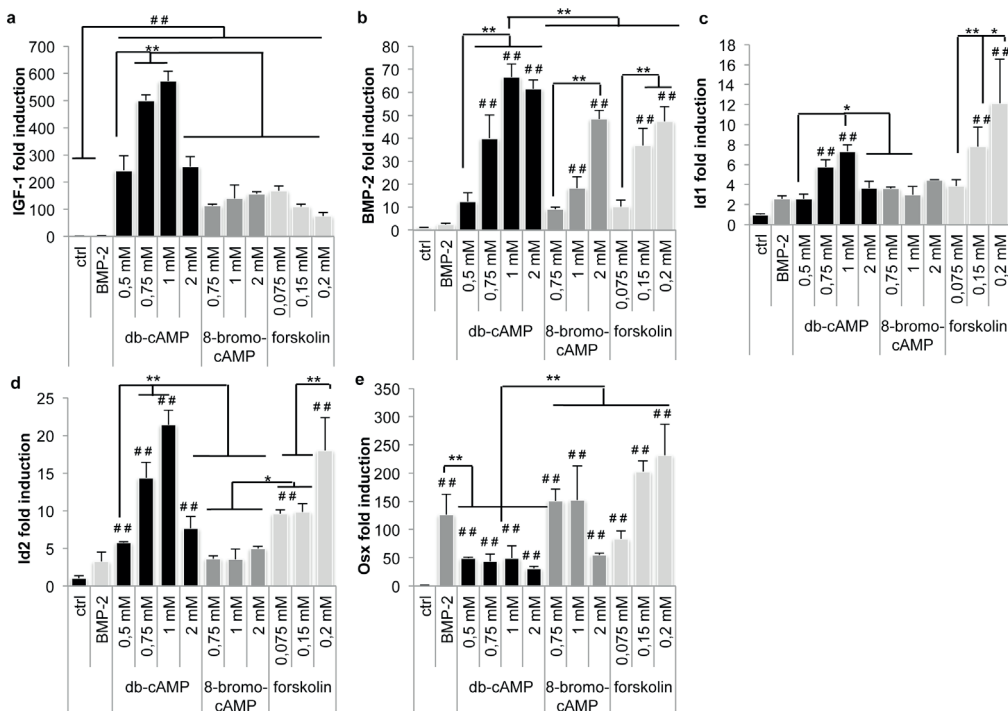 a
##
**
IGF-1 fold induction
700
600
500
400
300
200
100
0
ctrl
BMP-2
0,5 mM
0,75 mM
1 mM
2 mM
0,75 mM
1 mM
2 mM
0,075 mM
0,15 mM
0,2 mM
db-cAMP
8-bromo-cAMP
forskolin
b
**
**
**
**
##
##
##
##
##
##
##
BMP-2 fold induction
80
70
60
50
40
30
20
10
0
ctrl
BMP-2
0,5 mM
0,75 mM
1 mM
2 mM
0,75 mM
1 mM
2 mM
0,075 mM
0,15 mM
0,2 mM
db-cAMP
8-bromo-
cAMP
forskolin
c
** *
##
*
##
##
##
Id1 fold induction
18
16
14
12
10
8
6
4
2
0
ctrl
BMP-2
0,5 mM
0,75 mM
1 mM
2 mM
0,75 mM
1 mM
2 mM
0,075 mM
0,15 mM
0,2 mM
db-cAMP
8-bromo-
cAMP
forskolin
d
**
**
##
##
##
*
##
##
##
Id2 fold induction
25
20
15
10
5
0
ctrl
BMP-2
0,5 mM
0,75 mM
1 mM
2 mM
0,75 mM
1 mM
2 mM
0,075 mM
0,15 mM
0,2 mM
db-cAMP
8-bromo-
cAMP
forskolin
e
**
##
**
##
##
##
##
##
##
##
##
##
##
##
Osx fold induction
350
300
250
200
150
100
50
0
ctrl
BMP-2
0,5 mM
0,75 mM
1 mM
2 mM
0,75 mM
1 mM
2 mM
0,075 mM
0,15 mM
0,2 mM
db-cAMP
8-bromo-
cAMP
forskolin